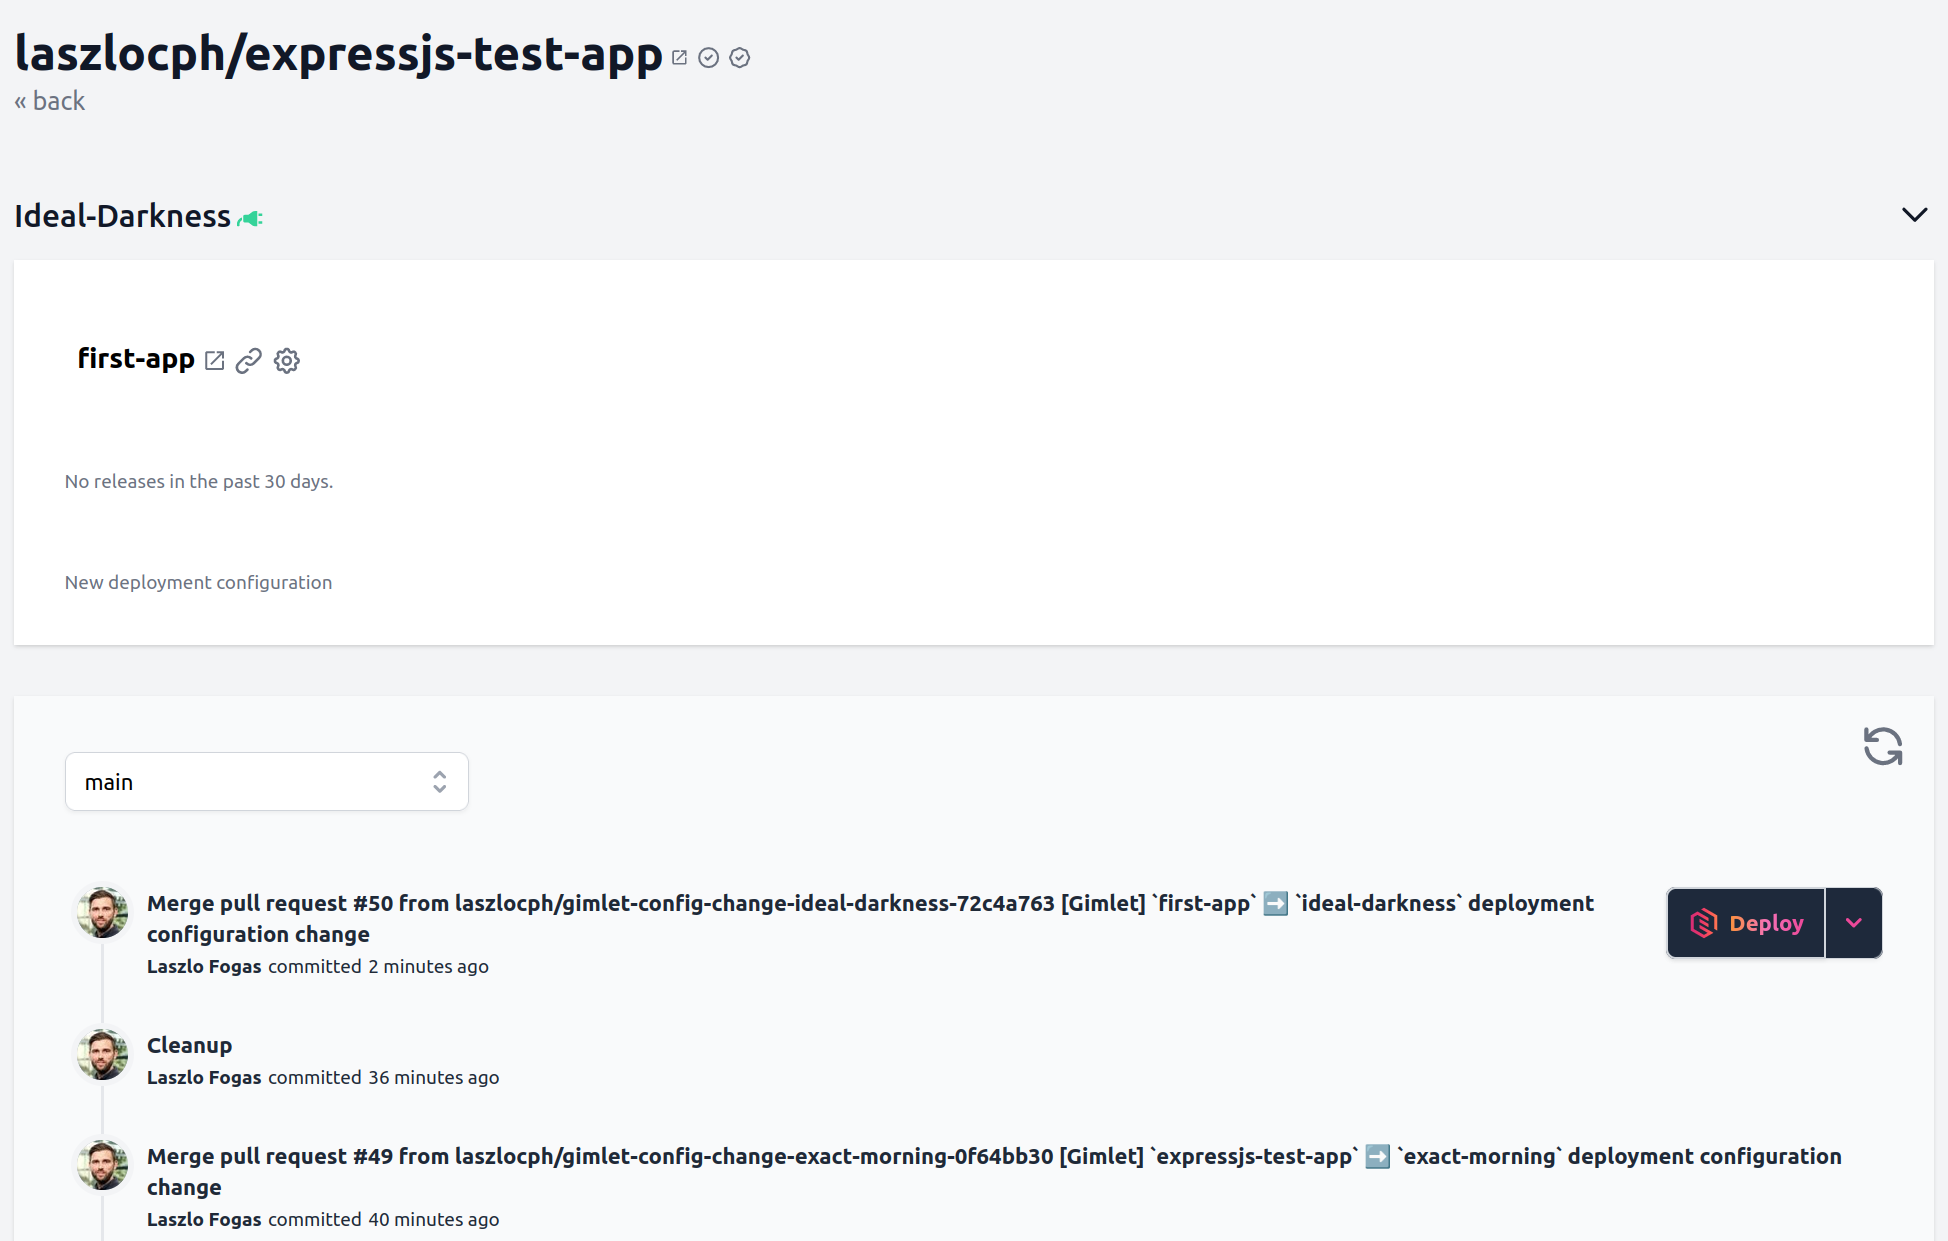 laszlocph/expressjs-test-app
« back
Ideal-Darkness
first-app
No releases in the past 30 days.
New deployment configuration
main
Merge pull request #50 from laszlocph/gimlet-config-change-ideal-darkness-72c4a763 [Gimlet] `first-app` ➡️ `ideal-darkness` deployment
configuration change
Laszlo Fogas committed 2 minutes ago
Deploy
Cleanup
Laszlo Fogas committed 36 minutes ago
Merge pull request #49 from laszlocph/gimlet-config-change-exact-morning-0f64bb30 [Gimlet] `expressjs-test-app` ➡️ `exact-morning` deployment configuration
change
Laszlo Fogas committed 40 minutes ago